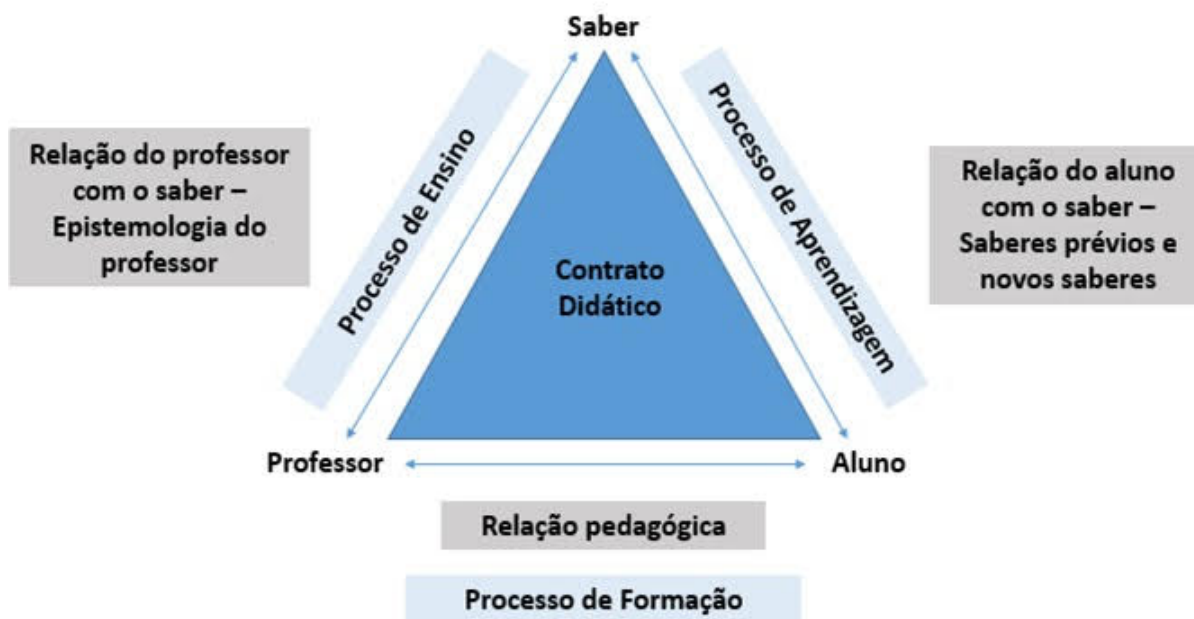 Saber
Processo de Ensino
Processo de Aprendizagem
Relação do professor
com o saber –
Epistemologia do
professor
Relação do aluno
com o saber –
Saberes prévios e
novos saberes
Contrato
Didático
Professor
Aluno
Relação pedagógica
Processo de Formação